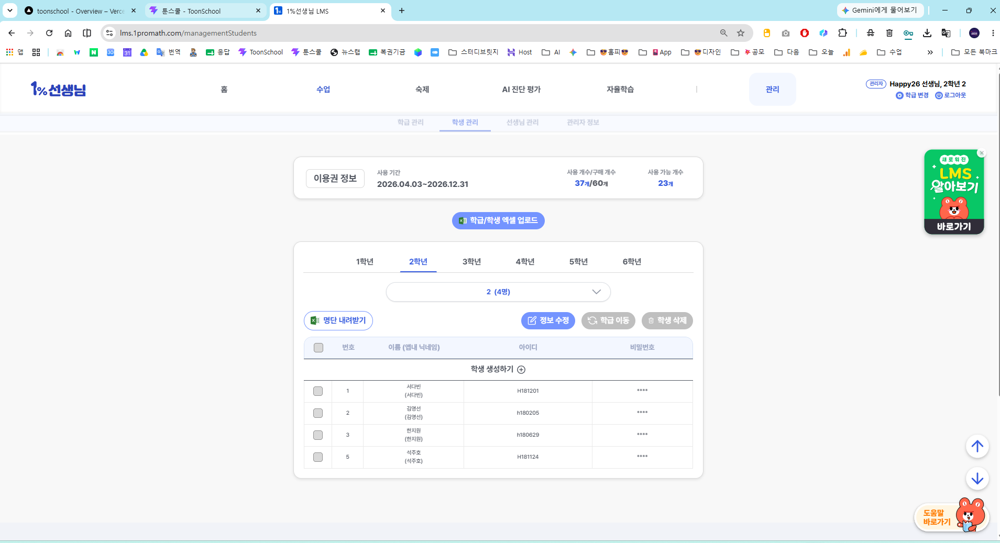 toonschool - Overview – Verce
툰스쿨 - ToonSchool
1%선생님 LMS
Gemini에게 물어보기
lms.1promath.com/managementStudents
앱
번역
응답
ToonSchool
툰스쿨
뉴스랩
복권기금
스터디브릿지
Host
AI
홈피
App
디자인
공모
다음
오늘
수업
모든 북마크
1%선생님
홈
수업
숙제
AI 진단 평가
자율학습
관리
관리자 Happy26 선생님, 2학년 2
학급 변경 로그아웃
학급 관리
학생 관리
선생님 관리
관리자 정보
이용권 정보
사용 기간
2026.04.03~2026.12.31
사용 개수/구매 개수
37개/60개
사용 가능 개수
23개
새로워진
LMS
알아보기
바로가기
학급/학생 엑셀 업로드
1학년 2학년 3학년 4학년 5학년 6학년
2 (4명)
명단 내려받기
정보 수정
학급 이동
학생 삭제
번호 이름 (앱내 닉네임) 아이디 비밀번호
학생 생성하기
1 서다빈 (서다빈) H181201 ****
2 김영선 (김영선) h180205 ****
3 한지원 (한지원) h180629 ****
5 석주호 (석주호) H181124 ****
도움말
바로가기